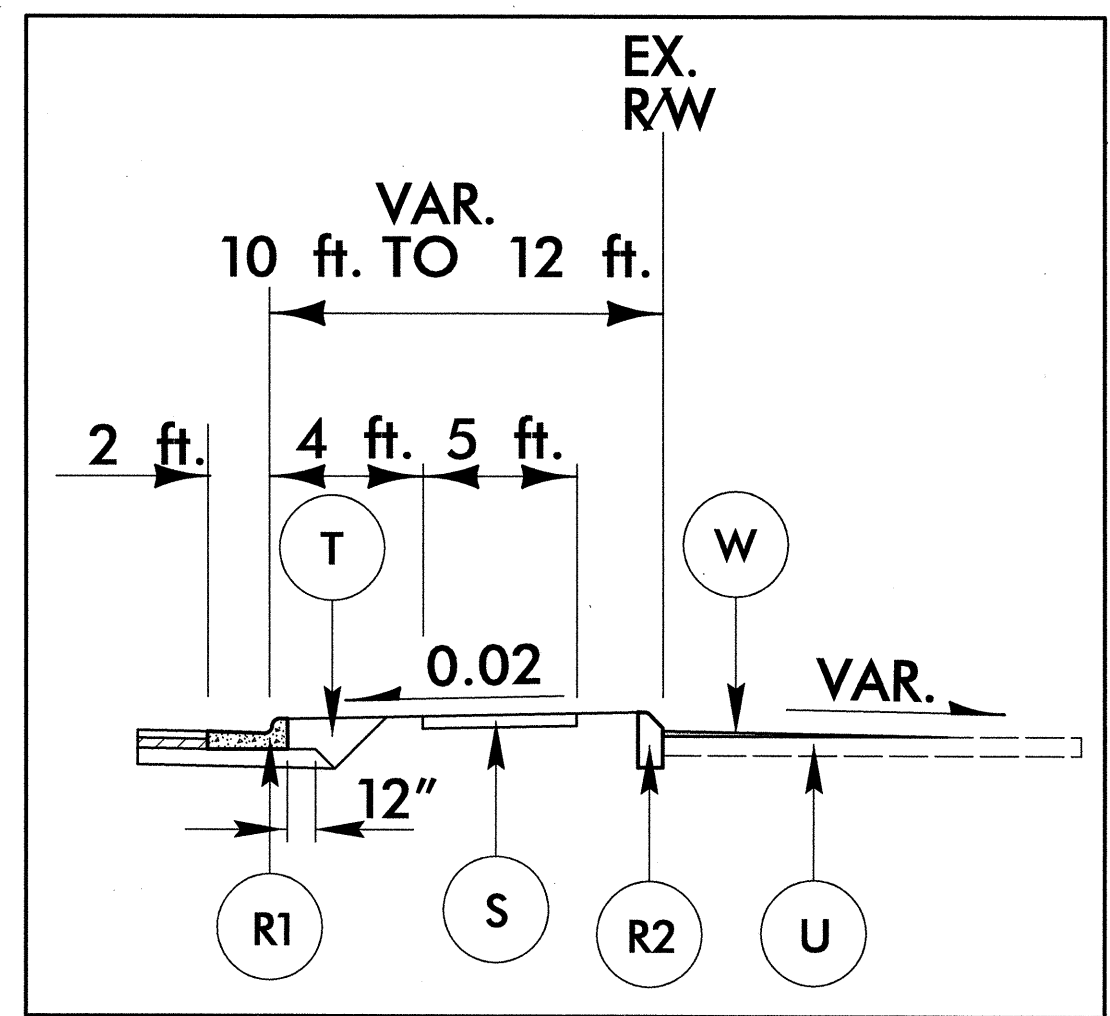 EX.
R/W
VAR.
10 ft. TO 12 ft.
2 ft.
4 ft.
5 ft.
T
W
0.02
VAR.
12"
R1
S
R2
U